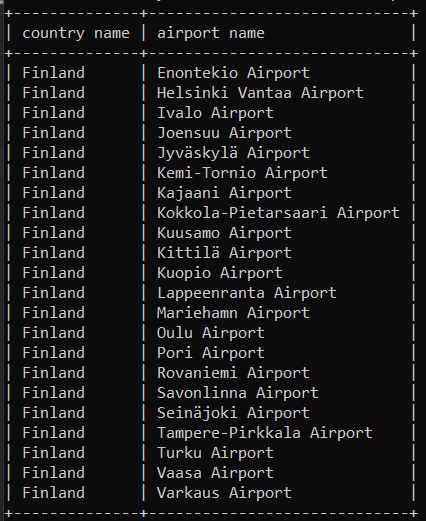 +--------------+----------------------------+
| country name | airport name               |
+--------------+----------------------------+
| Finland      | Enontekio Airport          |
| Finland      | Helsinki Vantaa Airport    |
| Finland      | Ivalo Airport              |
| Finland      | Joensuu Airport            |
| Finland      | Jyväskylä Airport          |
| Finland      | Kemi-Tornio Airport        |
| Finland      | Kajaani Airport            |
| Finland      | Kokkola-Pietarsaari Airport |
| Finland      | Kuusamo Airport            |
| Finland      | Kittilä Airport            |
| Finland      | Kuopio Airport             |
| Finland      | Lappeenranta Airport       |
| Finland      | Mariehamn Airport          |
| Finland      | Oulu Airport               |
| Finland      | Pori Airport               |
| Finland      | Rovaniemi Airport          |
| Finland      | Savonlinna Airport         |
| Finland      | Seinäjoki Airport          |
| Finland      | Tampere-Pirkkala Airport   |
| Finland      | Turku Airport              |
| Finland      | Vaasa Airport              |
| Finland      | Varkaus Airport            |
+--------------+----------------------------+